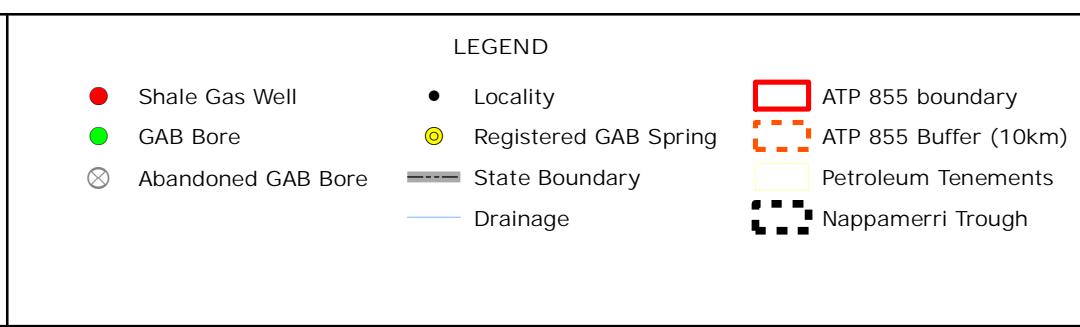 LEGEND
Shale Gas Well
GAB Bore
Abandoned GAB Bore
Locality
Registered GAB Spring
State Boundary
Drainage
ATP 855 boundary
ATP 855 Buffer (10km)
Petroleum Tenements
Nappamerri Trough